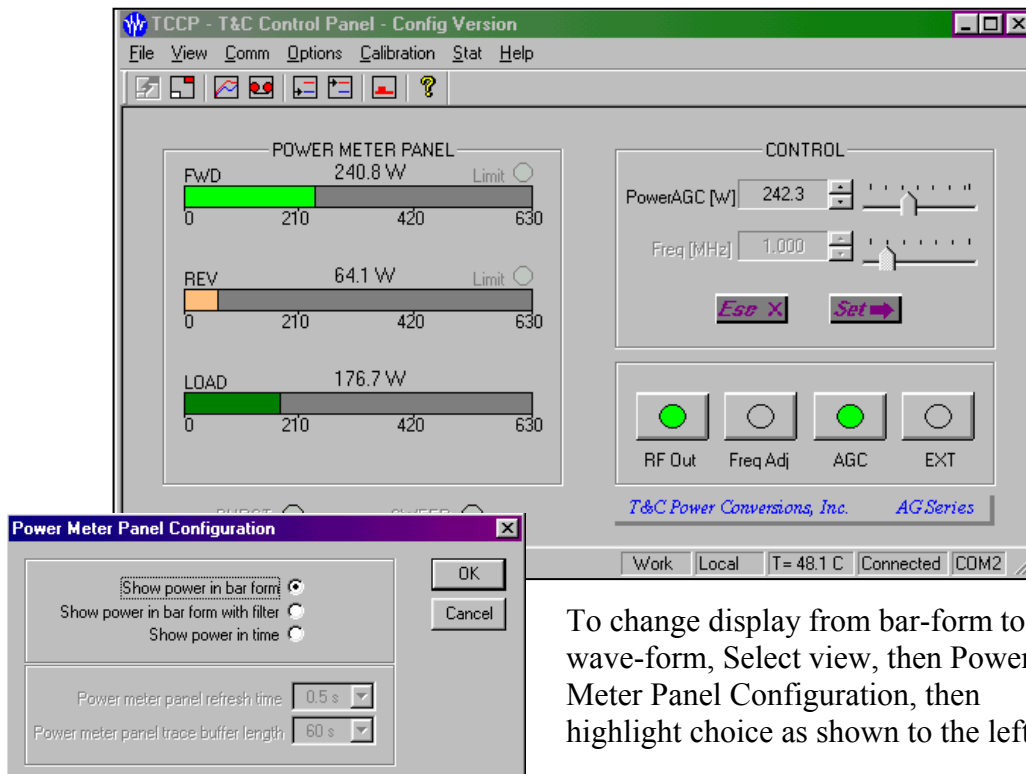 TCCP - T&C Control Panel - Config Version
File View Comm Options Calibration Stat Help
POWER METER PANEL
FWD 240.8 W Limit
0 210 420 630
REV 64.1 W Limit
0 210 420 630
LOAD 176.7 W
0 210 420 630
CONTROL
PowerAGC [W] 242.3
Freq [MHz] 1.000
Esc X Set
RF Out Freq Adj AGC EXT
T&C Power Conversions, Inc. AG Series
Work Local T= 48.1 C Connected COM2
Power Meter Panel Configuration
Show power in bar form
Show power in bar form with filter
Show power in time
Power meter panel refresh time 0.5 s
Power meter panel trace buffer length 60 s
OK
Cancel
To change display from bar-form to
wave-form, Select view, then Power
Meter Panel Configuration, then
highlight choice as shown to the left